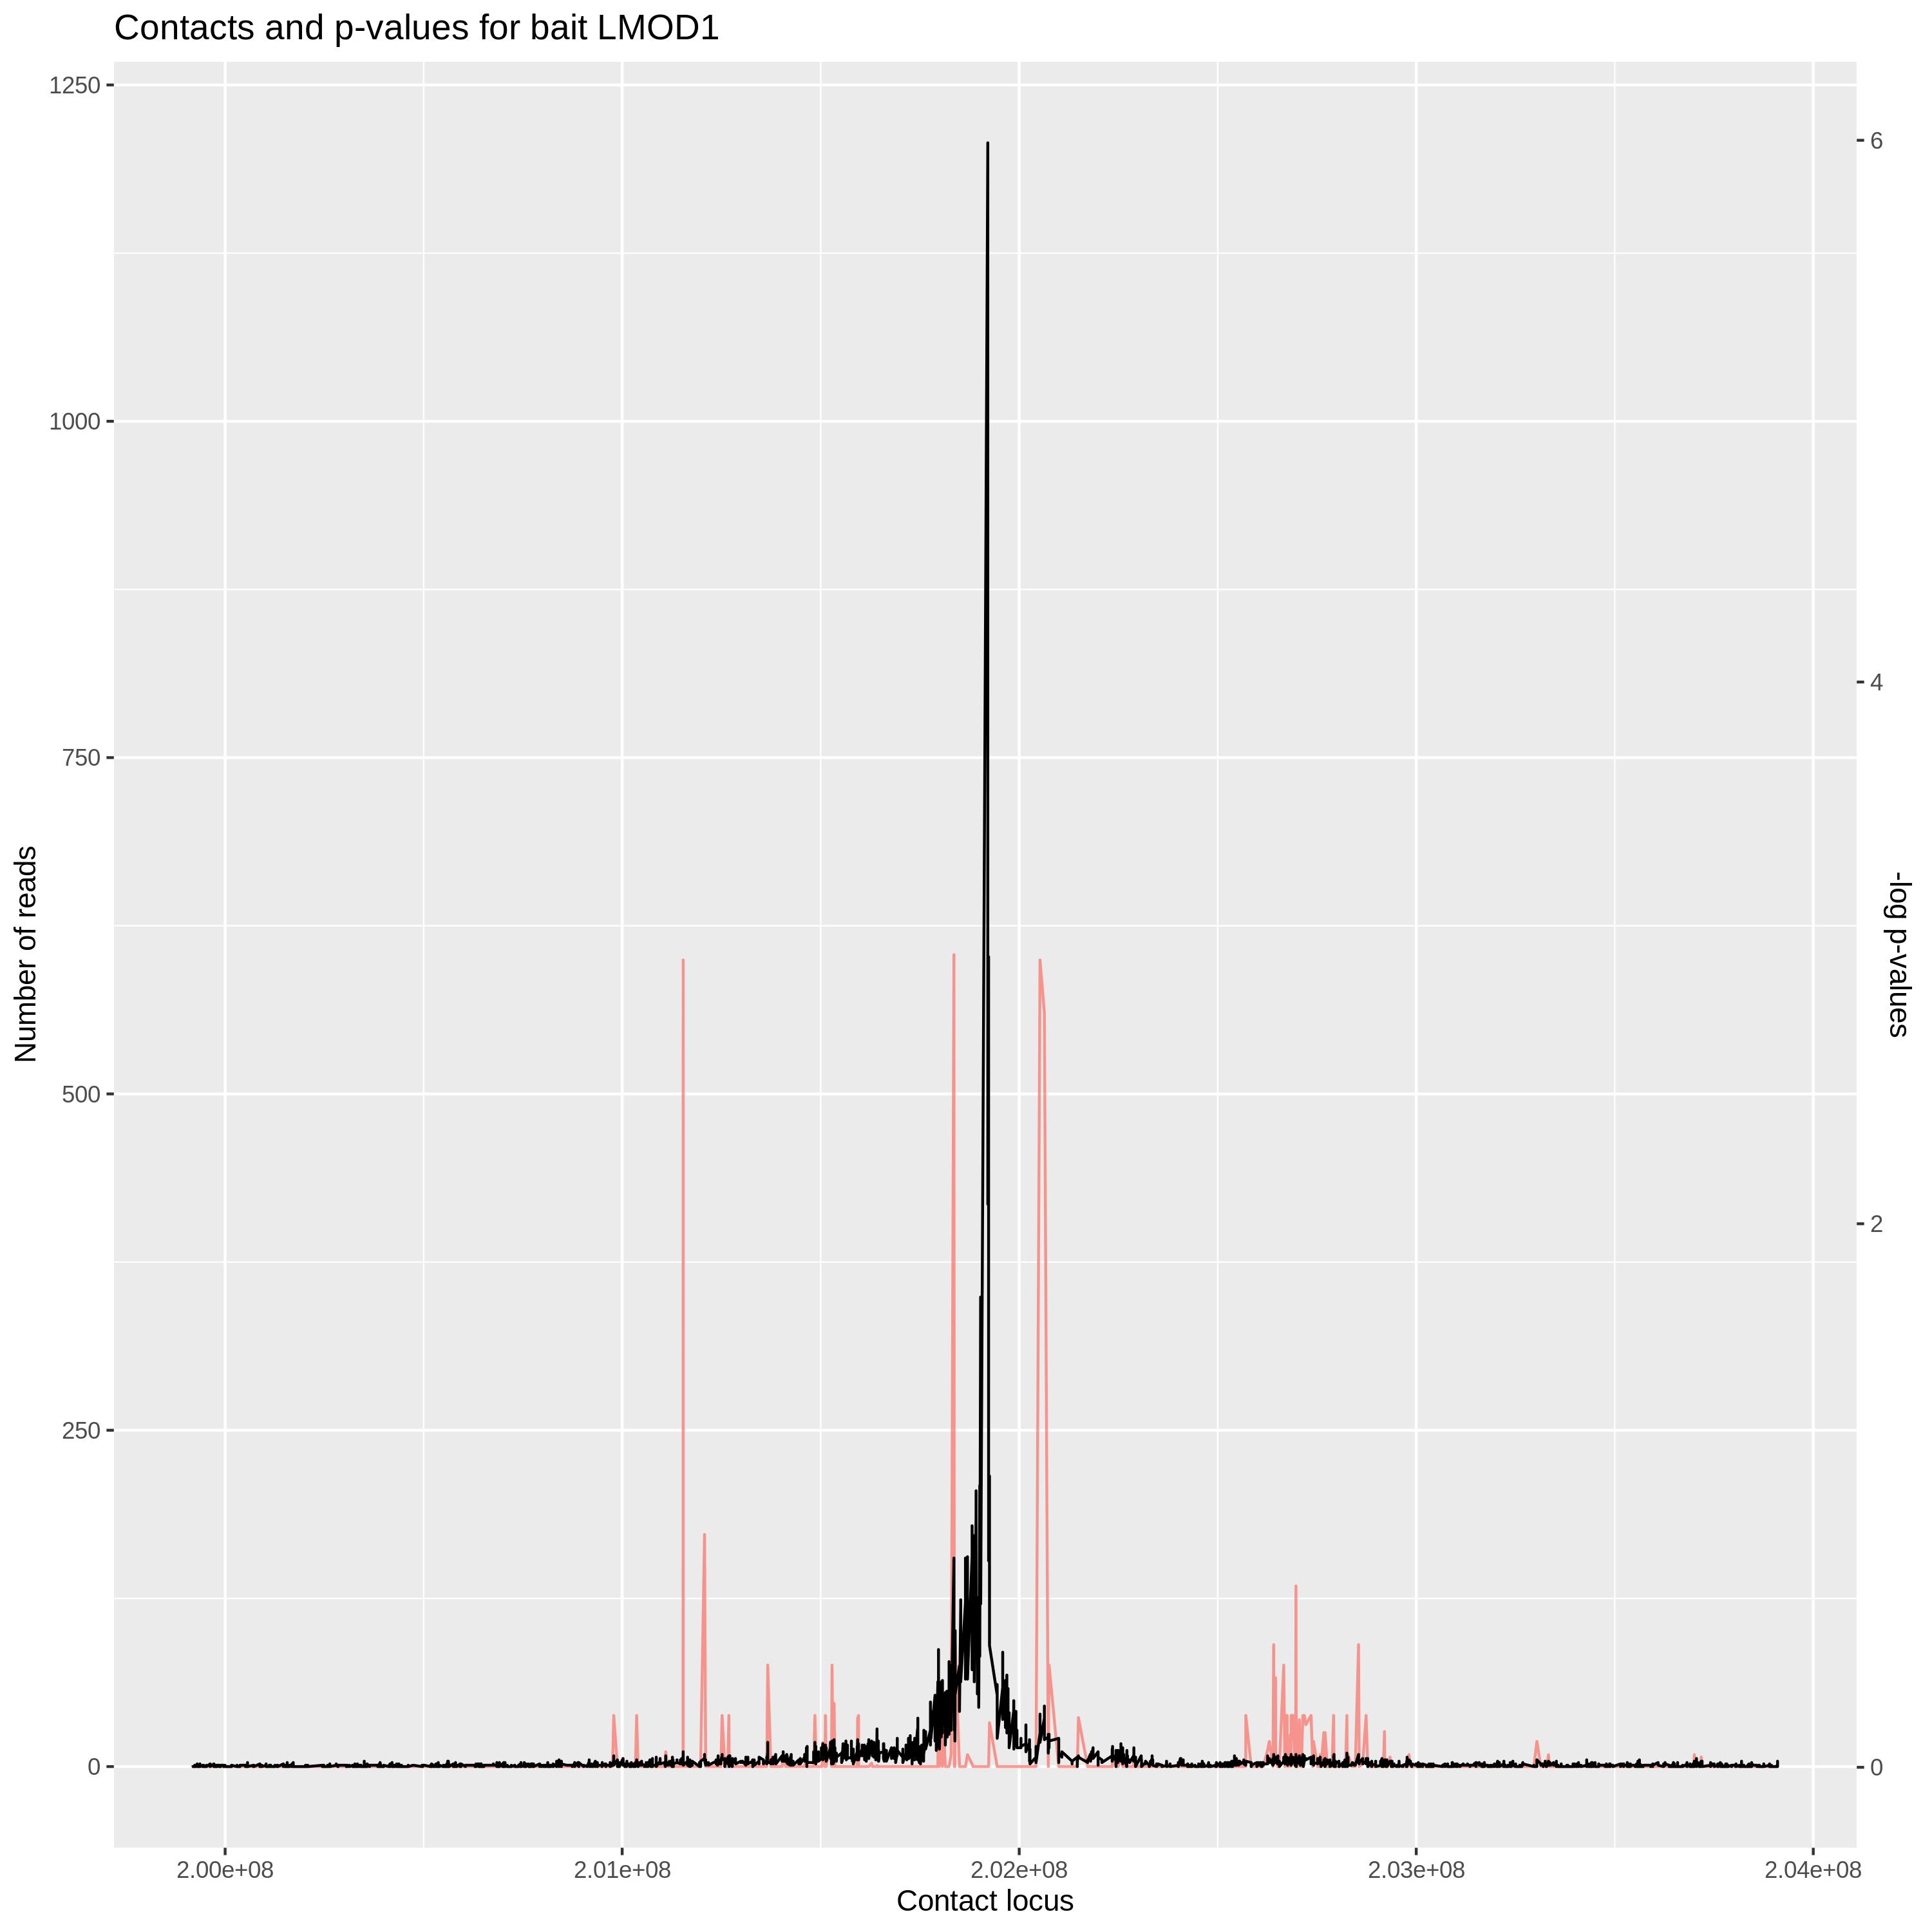 Contacts and p-values for bait LMOD1
1250
1000
750
500
250
0
Number of reads
6
4
2
0
-log p-values
2.00e+08
2.01e+08
2.02e+08
2.03e+08
2.04e+08
Contact locus